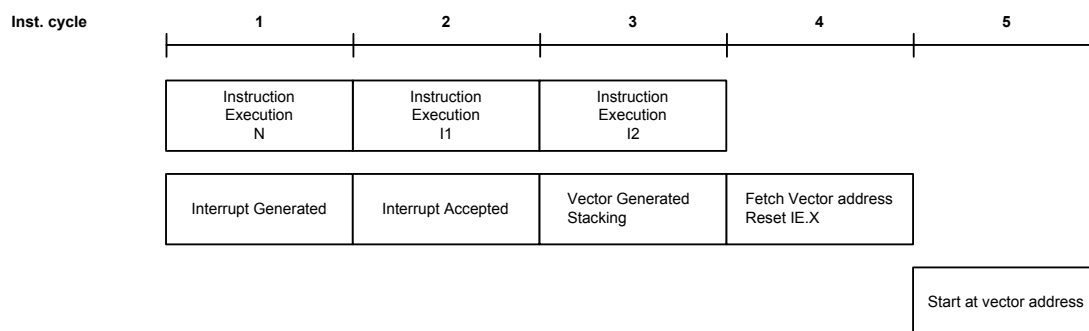 Inst. cycle 1 2 3 4 5
Instruction
Execution
N
Instruction
Execution
I1
Instruction
Execution
I2
Interrupt Generated
Interrupt Accepted
Vector Generated
Stacking
Fetch Vector address
Reset IE.X
Start at vector address